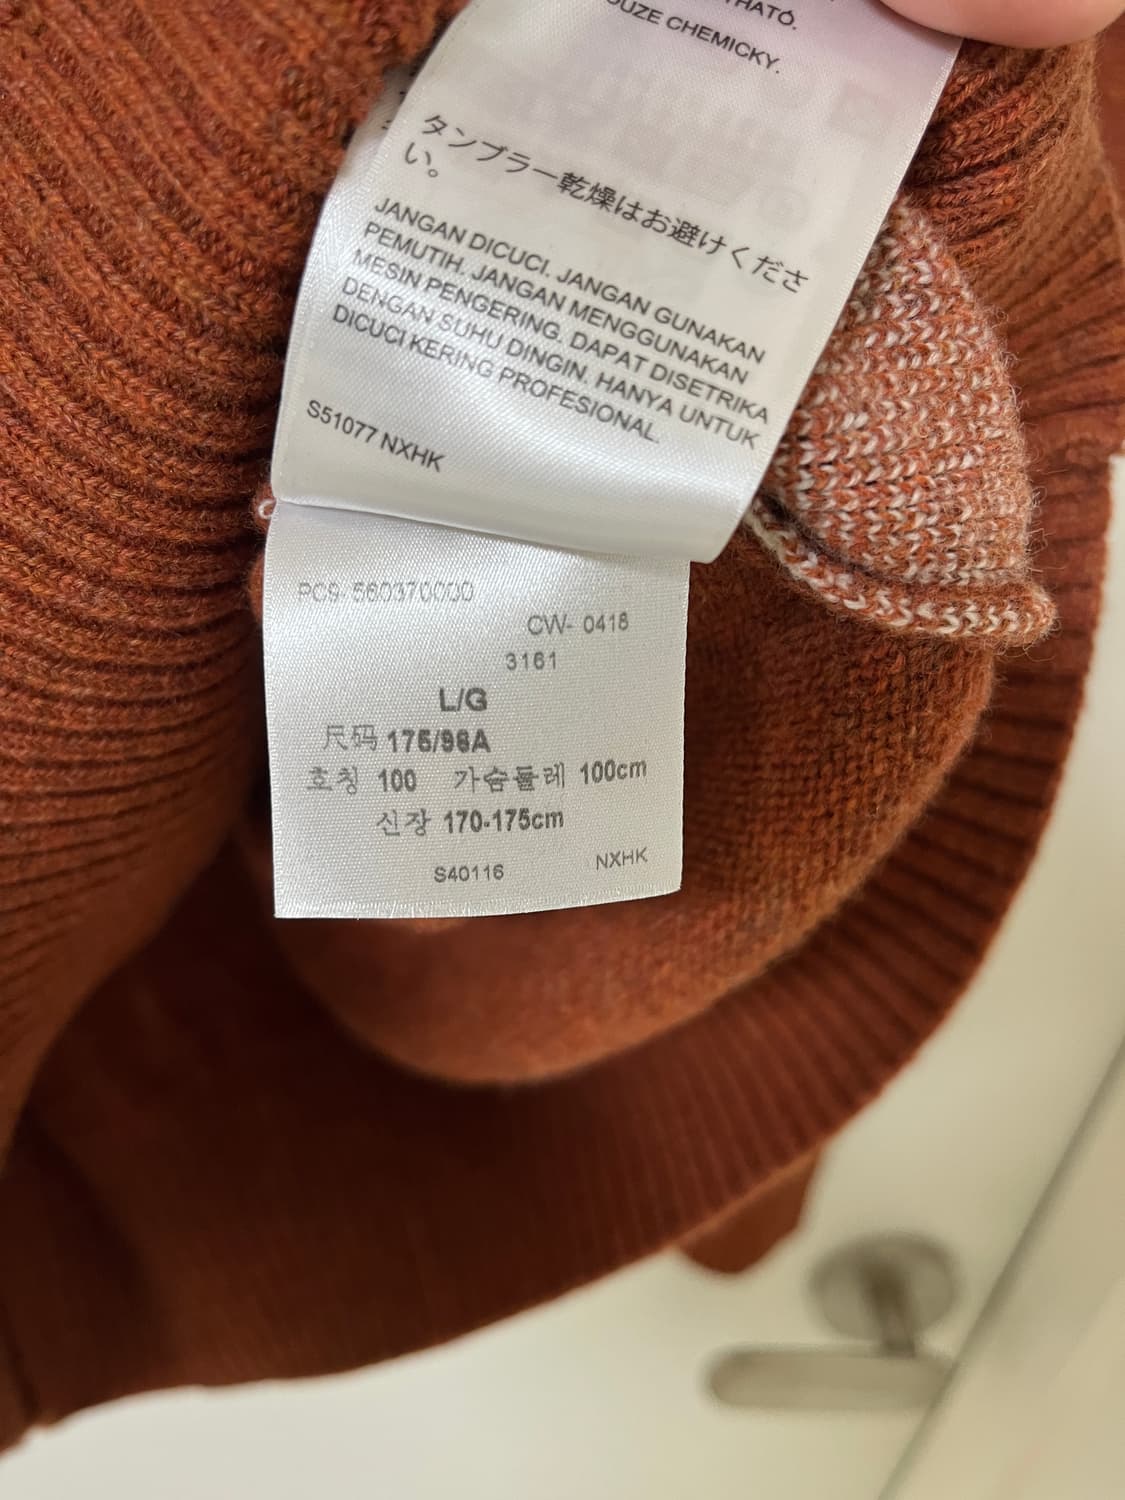 THATÓ.
OUZE CHEMICKY.
タンブラー乾燥はお避けくださ
い。
JANGAN DICUCI. JANGAN GUNAKAN
PEMUTIH. JANGAN MENGGUNAKAN
MESIN PENGERING. DAPAT DISETRIKA
DENGAN SUHU DINGIN. HANYA UNTUK
DICUCI KERING PROFESIONAL.
S51077 NXHK
PC9- 560370000
CW- 0418
3161
L/G
尺码 175/96A
호칭 100 가슴둘레 100cm
신장 170-175cm
S40116 NXHK